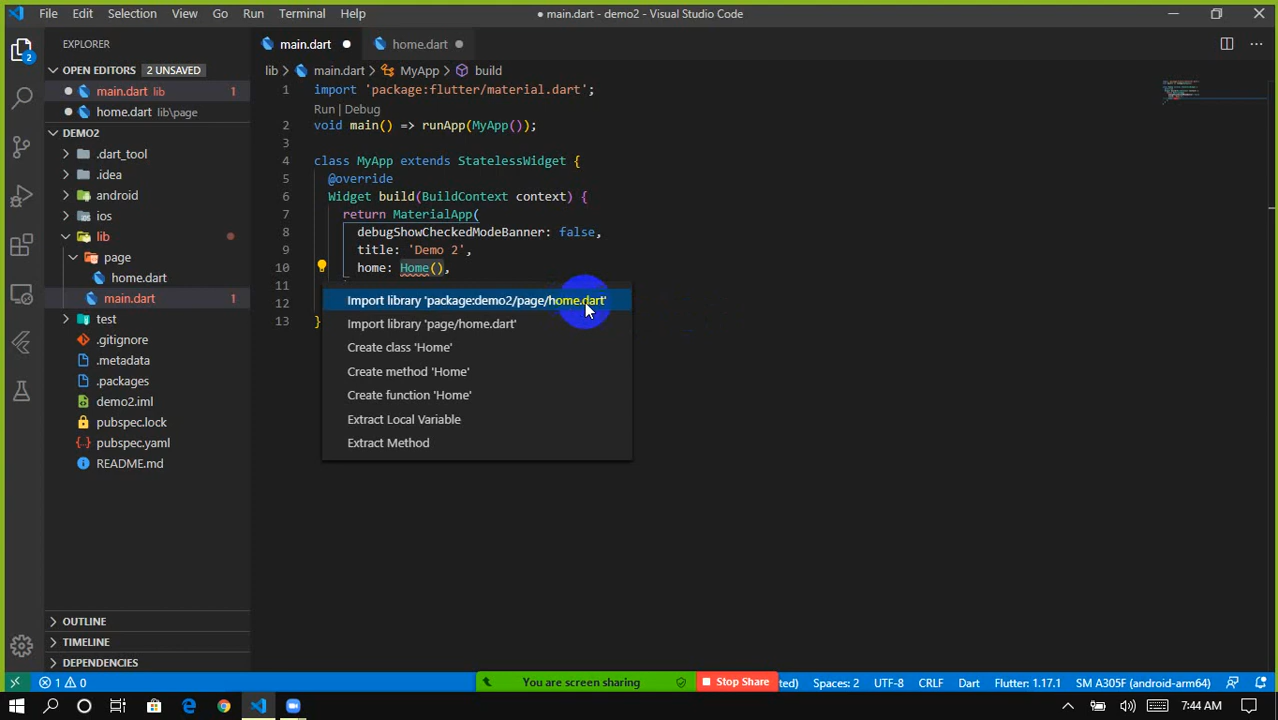 File Edit Selection View Go Run Terminal Help
● main.dart - demo2 - Visual Studio Code
EXPLORER
OPEN EDITORS 2 UNSAVED
main.dart lib 1
home.dart lib\page
DEMO2
.dart_tool
.idea
android
ios
lib
page
home.dart
main.dart 1
test
.gitignore
.metadata
.packages
demo2.iml
pubspec.lock
pubspec.yaml
README.md
OUTLINE
TIMELINE
DEPENDENCIES
2
main.dart home.dart
lib > main.dart > MyApp > build
1 import 'package:flutter/material.dart';
Run | Debug
2 void main() => runApp(MyApp());
3
4 class MyApp extends StatelessWidget {
5 @override
6 Widget build(BuildContext context) {
7 return MaterialApp(
8 debugShowCheckedModeBanner: false,
9 title: 'Demo 2',
10 home: Home(),
11
12
13 }
Import library 'package:demo2/page/home.dart'
Import library 'page/home.dart'
Create class 'Home'
Create method 'Home'
Create function 'Home'
Extract Local Variable
Extract Method
1 0
You are screen sharing
Stop Share
ted) Spaces: 2 UTF-8 CRLF Dart Flutter: 1.17.1 SM A305F (android-arm64)
7:44 AM